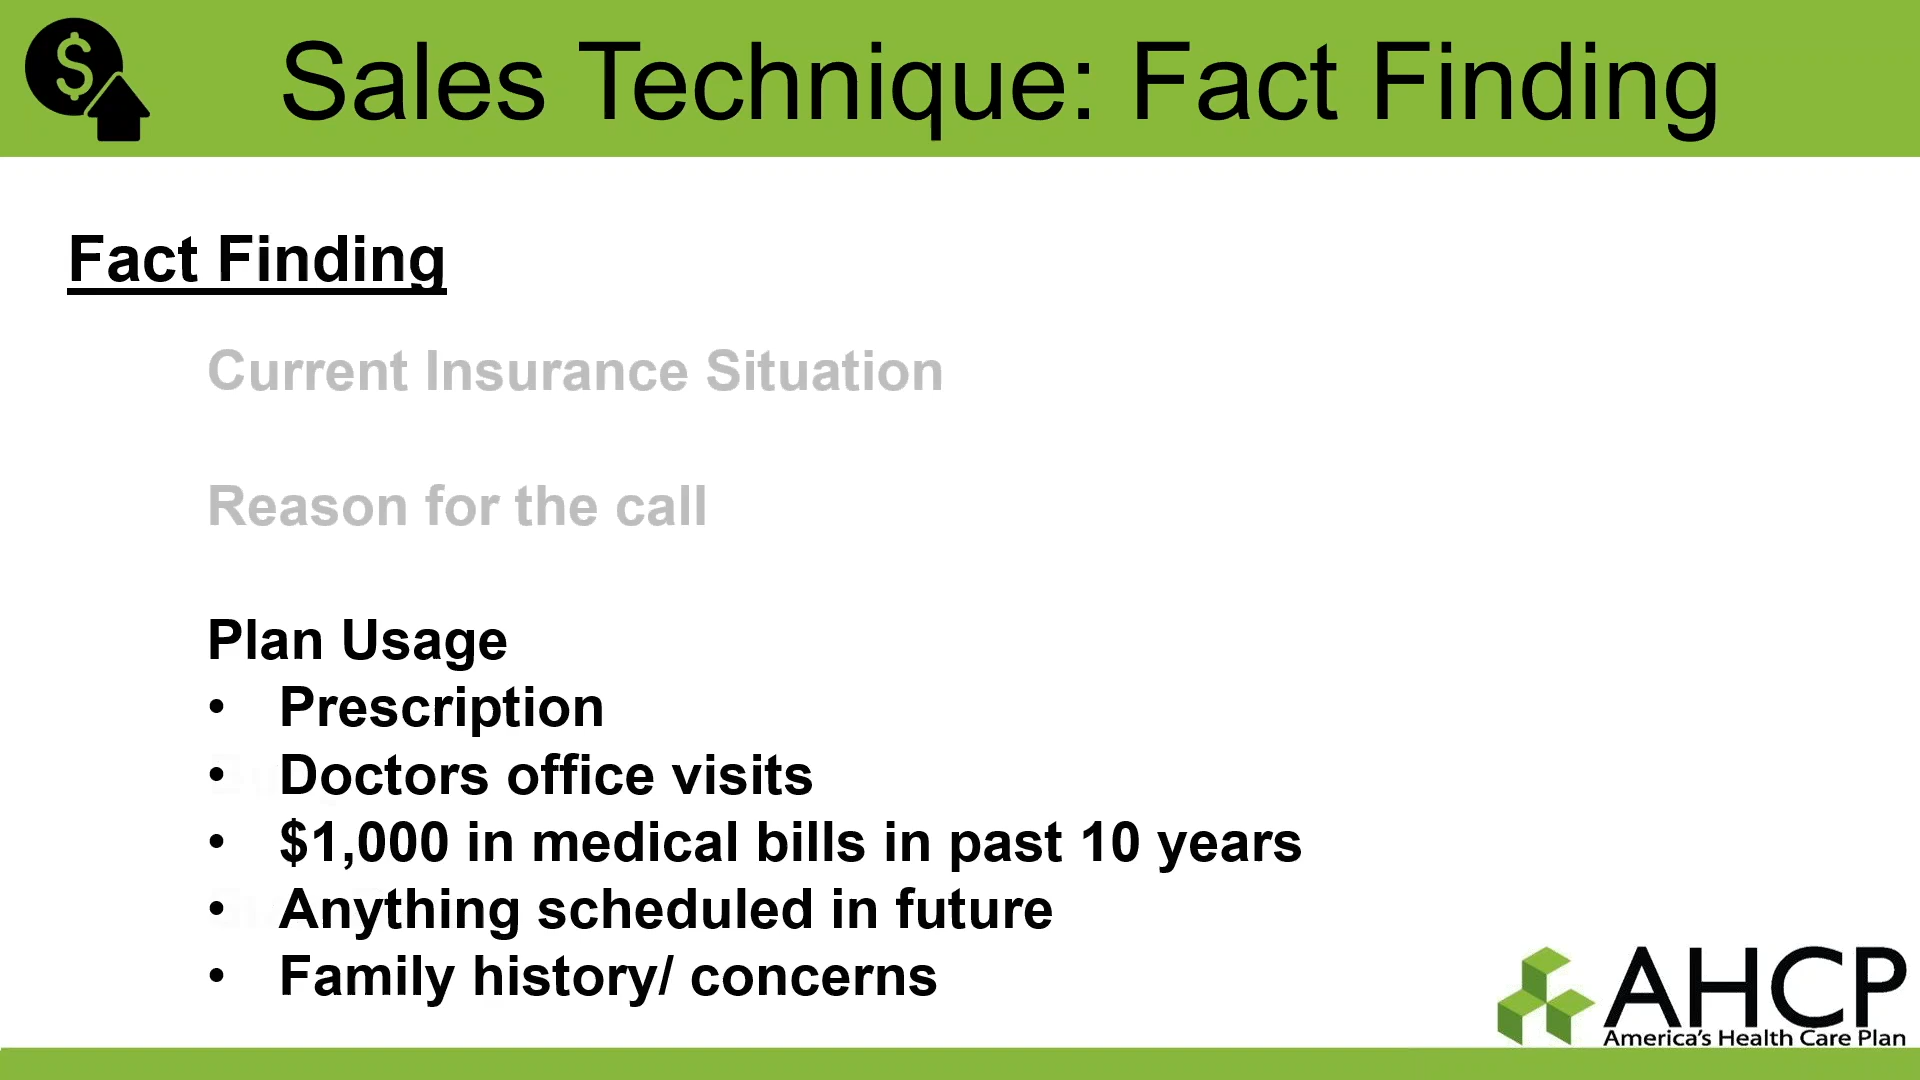 $
Sales Technique: Fact Finding
Fact Finding
Current Insurance Situation
Reason for the call
Plan Usage
• Prescription
• Doctors office visits
• $1,000 in medical bills in past 10 years
• Anything scheduled in future
• Family history/ concerns
AHCP
America's Health Care Plan